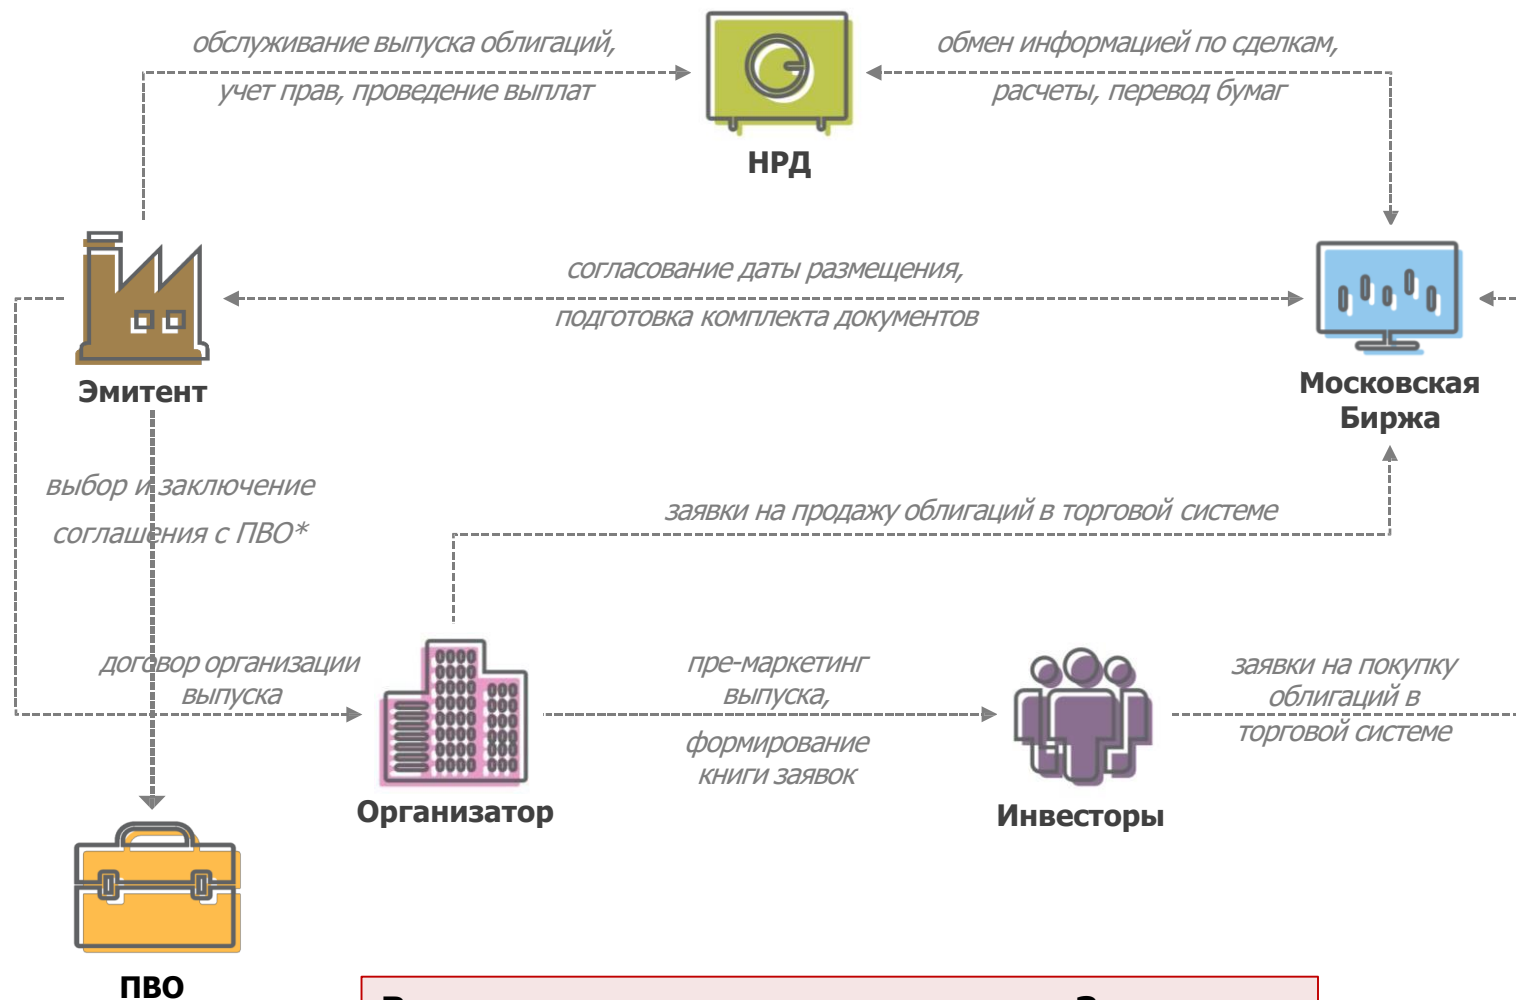 обслуживание выпуска облигаций,
учет прав, проведение выплат
обмен информацией по сделкам,
расчеты, перевод бумаг
НРД
согласование даты размещения,
подготовка комплекта документов
Эмитент
Московская
Биржа
выбор и заключение
соглашения с ПВО*
заявки на продажу облигаций в торговой системе
договор организации
выпуска
пре-маркетинг
выпуска,
формирование
книги заявок
заявки на покупку
облигаций в
торговой системе
Организатор
Инвесторы
ПВО